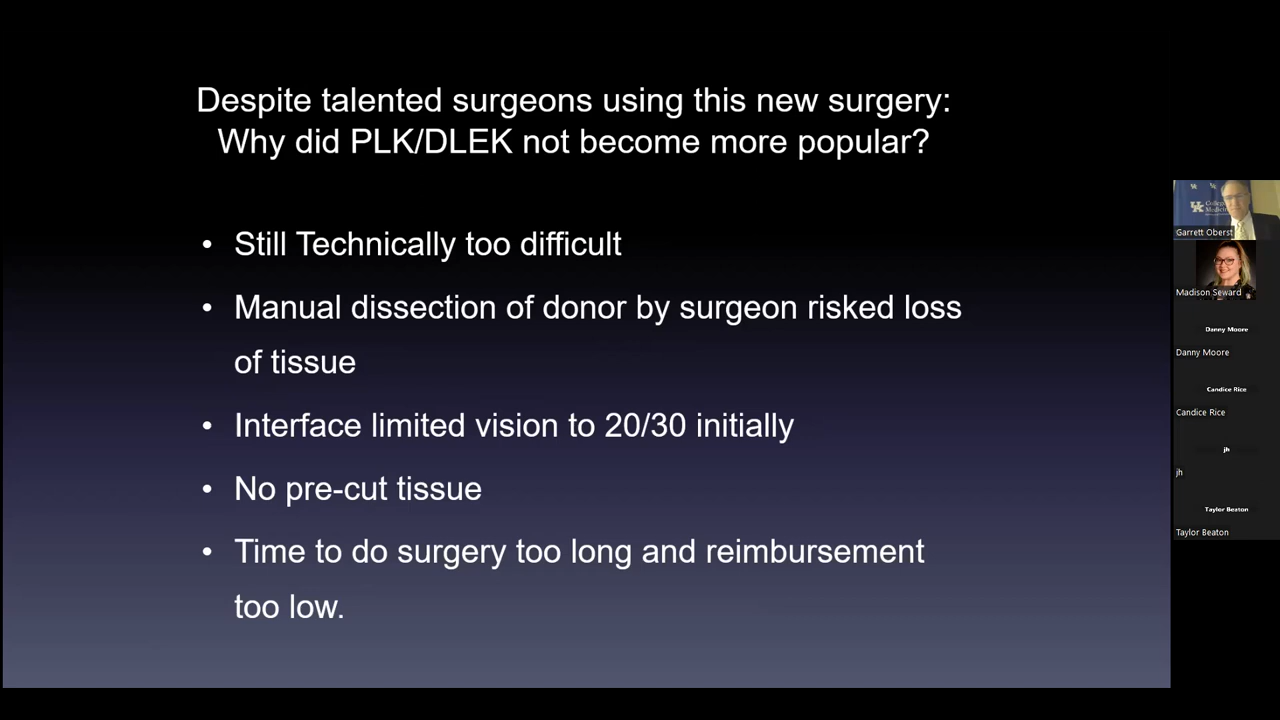 Despite talented surgeons using this new surgery:
Why did PLK/DLEK not become more popular?
• Still Technically too difficult
• Manual dissection of donor by surgeon risked loss
of tissue
• Interface limited vision to 20/30 initially
• No pre-cut tissue
• Time to do surgery too long and reimbursement
too low.
UK
Garrett Oberst
Madison Seward
Danny Moore
Danny Moore
Candice Rice
Candice Rice
jh
jh
Taylor Beaton
Taylor Beaton